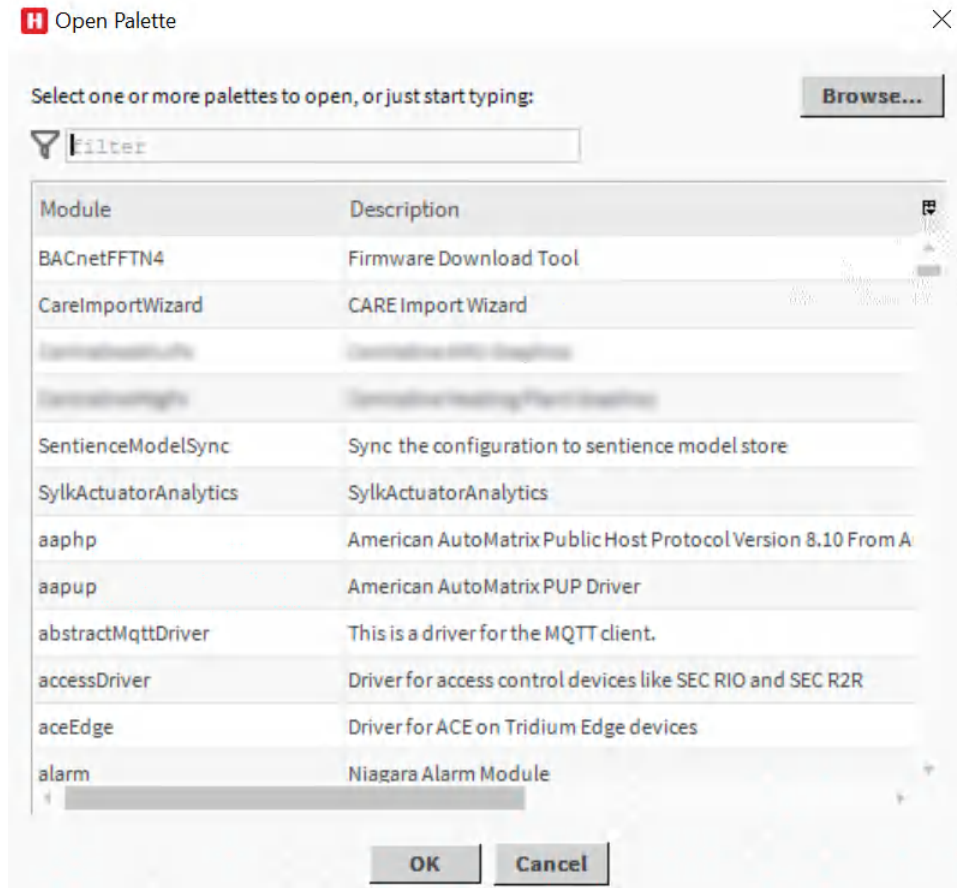 H Open Palette
Select one or more palettes to open, or just start typing:
Browse...
filter
Module Description
BACnetFFTN4 Firmware Download Tool
CareImportWizard CARE Import Wizard
SentienceModelSync Sync the configuration to sentience model store
SylkActuatorAnalytics SylkActuatorAnalytics
aaphp American AutoMatrix Public Host Protocol Version 8.10 From A
aapup American AutoMatrix PUP Driver
abstractMqttDriver This is a driver for the MQTT client.
accessDriver Driver for access control devices like SEC RIO and SEC R2R
aceEdge Driver for ACE on Tridium Edge devices
alarm Niagara Alarm Module
OK Cancel